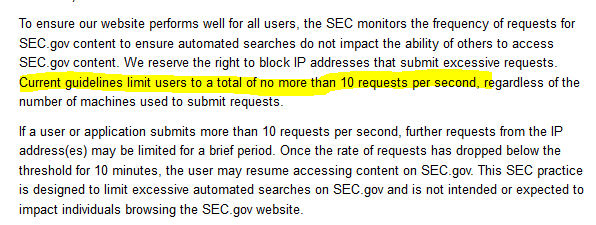 To ensure our website performs well for all users, the SEC monitors the frequency of requests for
SEC.gov content to ensure automated searches do not impact the ability of others to access
SEC.gov content. We reserve the right to block IP addresses that submit excessive requests.
Current guidelines limit users to a total of no more than 10 requests per second, regardless of the
number of machines used to submit requests.
If a user or application submits more than 10 requests per second, further requests from the IP
address(es) may be limited for a brief period. Once the rate of requests has dropped below the
threshold for 10 minutes, the user may resume accessing content on SEC.gov. This SEC practice
is designed to limit excessive automated searches on SEC.gov and is not intended or expected to
impact individuals browsing the SEC.gov website.